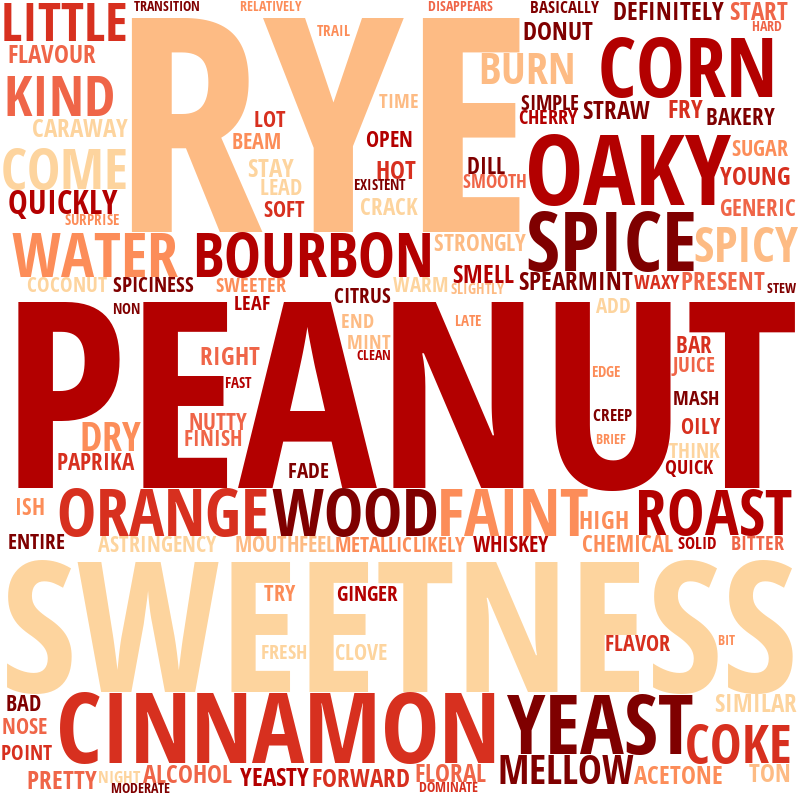 LITTLE
TRANSITION
RELATIVELY
DISAPPEARS
BASICALLY
DEFINITELY
START
HARD
FLAVOUR
RYE
TRAIL
DONUT
KIND
BURN
CORN
TIME
SIMPLE
CHERRY
STRAW
FRY
BAKERY
CARAWAY
LOT
BEAM
OPEN
COME
STAY
LEAD
HOT
EXISTENT
DILL
SMOOTH
OAKY
SUGAR
YOUNG
QUICKLY
SURPRISE
SOFT
CRACK
GENERIC
WATER
BOURBON
STRONGLY
SPICE
SPICY
COCONUT
SPICINESS
SWEETER
WARM
SLIGHTLY
SMELL
SPEARMINT
WAXY
PRESENT
STEW
NON
LEAF
CITRUS
PEANUT
END
LATE
ADD
MINT
CLEAN
RIGHT
FAST
BAR
JUICE
EDGE
MASH
CREEP
NUTTY
FINISH
DRY
PAPRIKA
OILY
BRIEF
THINK
QUICK
FADE
ISH
ORANGE
WOOD
FAINT
HIGH
ROAST
ENTIRE
ASTRINGENCY
MOUTHFEEL
METALLIC
LIKELY
WHISKEY
CHEMICAL
SOLID
BITTER
SWEETNESS
TRY
GINGER
FRESH
CLOVE
FLAVOR
BIT
BAD
NOSE
POINT
CINNAMON
YEAST
SIMILAR
COKE
MELLOW
PRETTY
NIGHT
MODERATE
ALCOHOL
YEASTY
FORWARD
FLORAL
DOMINATE
ACETONE
TON